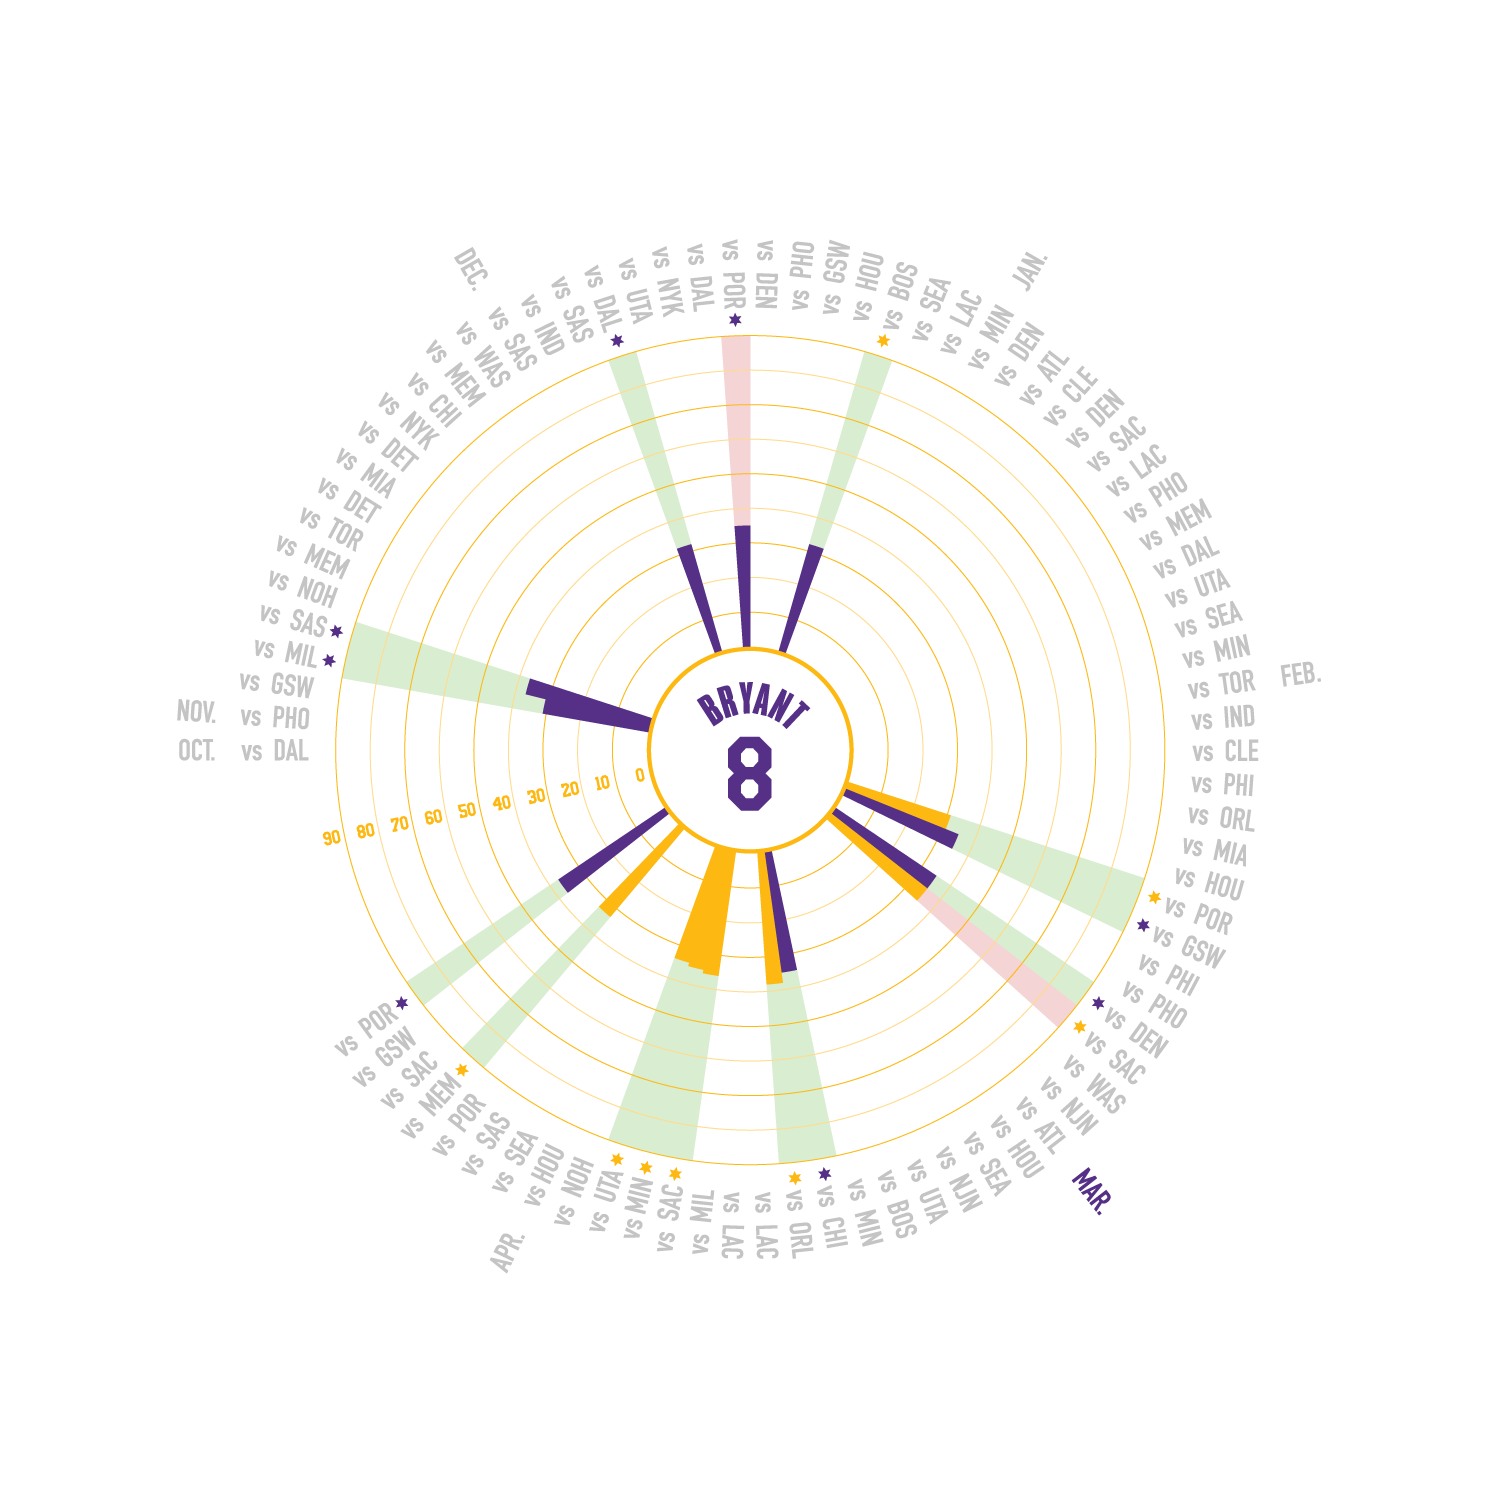 BRYANT
8
0
10
20
30
40
50
60
70
80
90
OCT.
vs DAL
NOV.
vs PHO
vs GSW
vs MIL
vs SAS
vs NOH
vs MEM
vs TOR
vs DET
vs MIA
vs DET
vs NYK
vs CHI
vs MEM
vs WAS
DEC.
vs SAS
vs IND
vs SAS
vs DAL
vs UTA
vs NYK
vs DAL
vs POR
vs DEN
vs PHO
vs GSW
vs HOU
vs BOS
vs SEA
vs LAC
JAN.
vs MIN
vs DEN
vs ATL
vs CLE
vs DEN
vs SAC
vs LAC
vs PHO
vs MEM
vs DAL
vs UTA
vs SEA
vs MIN
FEB.
vs TOR
vs IND
vs CLE
vs PHI
vs ORL
vs MIA
vs HOU
vs POR
vs GSW
vs PHI
vs PHO
vs DEN
vs SAC
MAR.
vs WAS
vs NJN
vs ATL
vs HOU
vs SEA
vs NJN
vs UTA
vs BOS
vs MIN
vs CHI
vs ORL
vs LAC
vs LAC
vs MIL
vs SAC
vs MIN
vs UTA
vs NOH
APR.
vs HOU
vs SEA
vs SAS
vs POR
vs MEM
vs SAC
vs GSW
vs POR